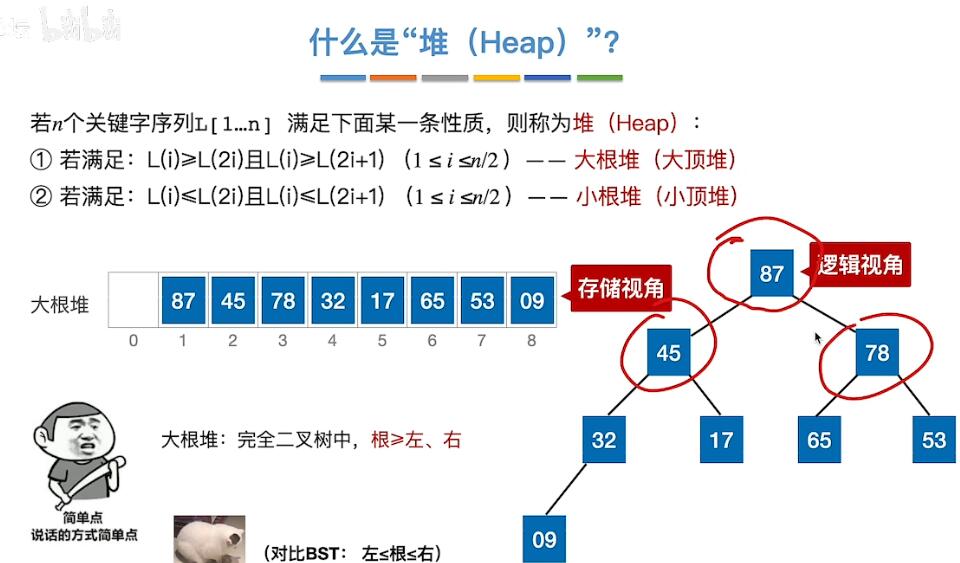 什么是“堆（Heap）”？
若n个关键字序列L[1…n] 满足下面某一条性质，则称为堆（Heap）：
① 若满足：L(i)≥L(2i)且L(i)≥L(2i+1)（1 ≤ i ≤n/2 ）—— 大根堆（大顶堆）
② 若满足：L(i)≤L(2i)且L(i)≤L(2i+1)（1 ≤ i ≤n/2 ）—— 小根堆（小顶堆）
大根堆
87 45 78 32 17 65 53 09
0 1 2 3 4 5 6 7 8
存储视角
逻辑视角
87
45 78
32 17 65 53
09
大根堆：完全二叉树中，根≥左、右
简单点
说话的方式简单点
（对比BST： 左≤根≤右）